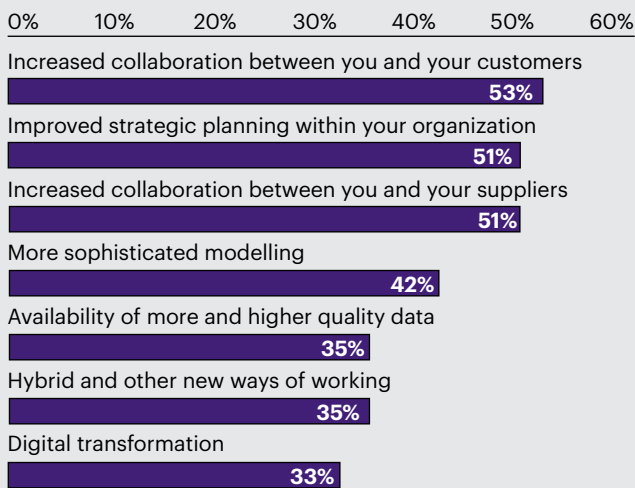 0% 10% 20% 30% 40% 50% 60%
Increased collaboration between you and your customers
53%
Improved strategic planning within your organization
51%
Increased collaboration between you and your suppliers
51%
More sophisticated modelling
42%
Availability of more and higher quality data
35%
Hybrid and other new ways of working
35%
Digital transformation
33%